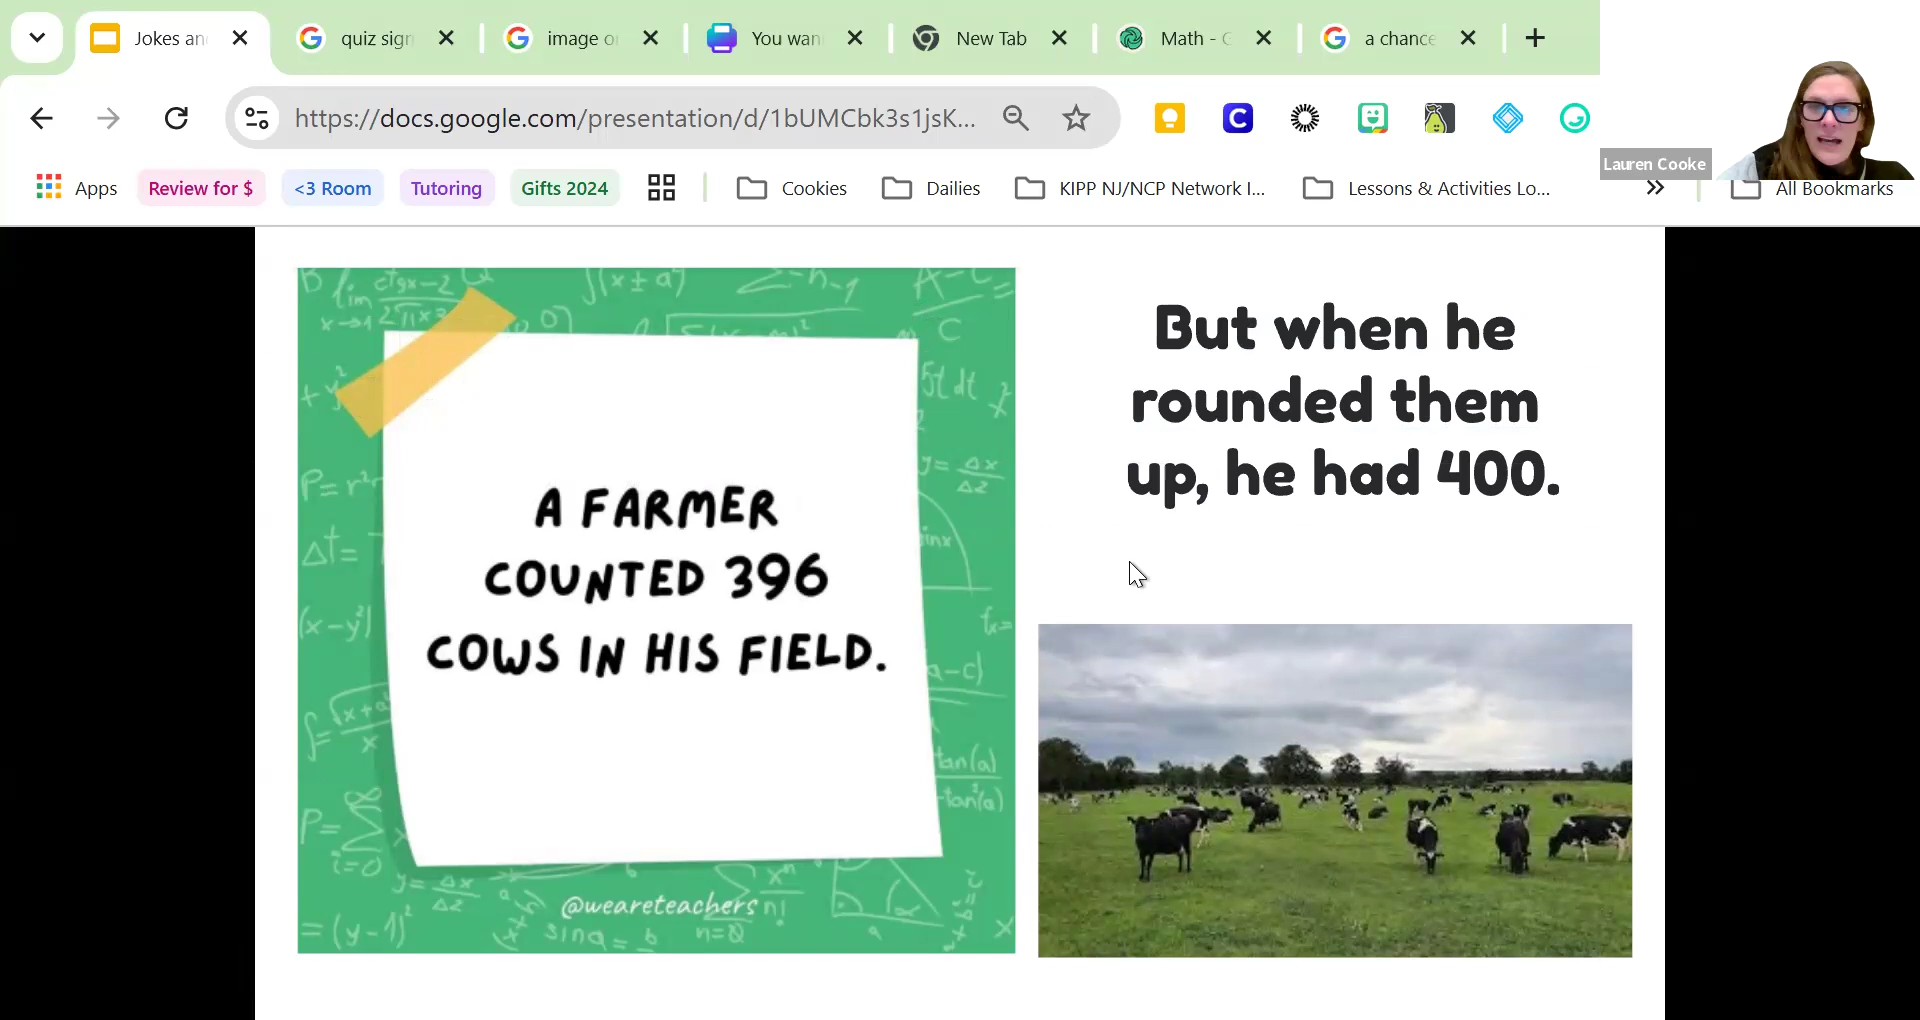 Jokes an
quiz sign
image o
You wan
New Tab
Math - G
a chance
https://docs.google.com/presentation/d/1bUMCbk3s1jsK...
Lauren Cooke
Apps
Review for $
<3 Room
Tutoring
Gifts 2024
Cookies
Dailies
KIPP NJ/NCP Network I...
Lessons & Activities Lo...
All Bookmarks
A FARMER
COUNTED 396
COWS IN HIS FIELD.
@weareteachers
But when he
rounded them
up, he had 400.